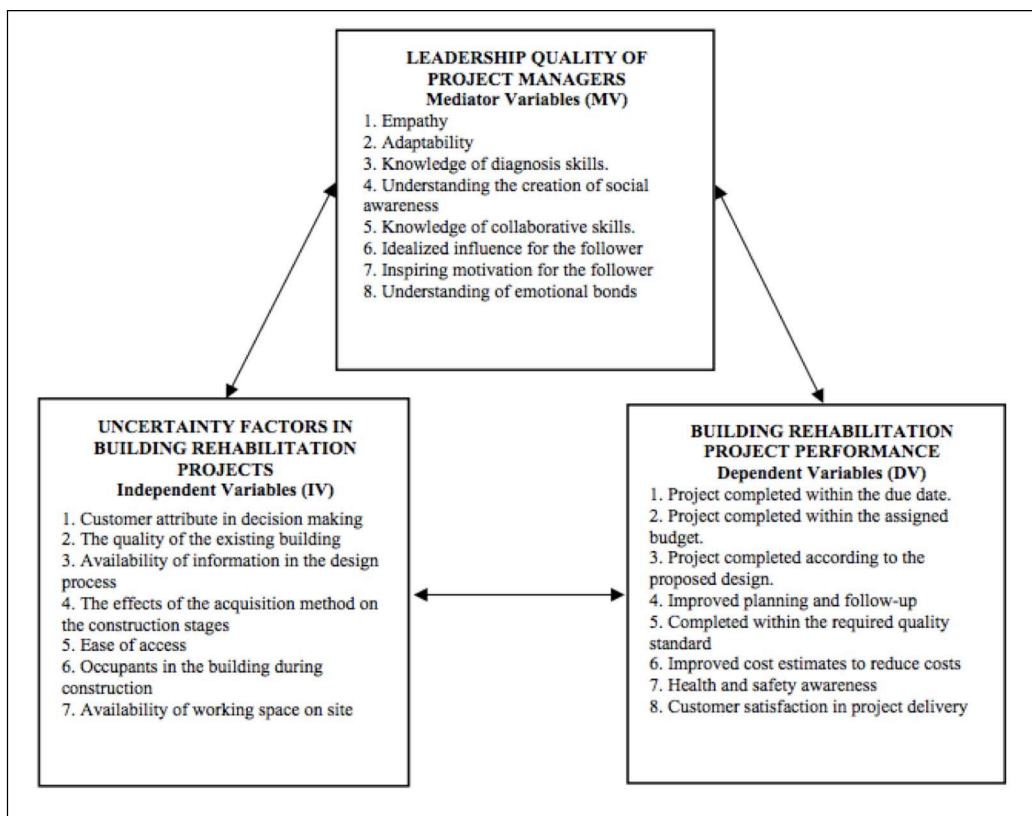 LEADERSHIP QUALITY OF
PROJECT MANAGERS
Mediator Variables (MV)
1. Empathy
2. Adaptability
3. Knowledge of diagnosis skills.
4. Understanding the creation of social
awareness
5. Knowledge of collaborative skills.
6. Idealized influence for the follower
7. Inspiring motivation for the follower
8. Understanding of emotional bonds
UNCERTAINTY FACTORS IN
BUILDING REHABILITATION
PROJECTS
Independent Variables (IV)
1. Customer attribute in decision making
2. The quality of the existing building
3. Availability of information in the design
process
4. The effects of the acquisition method on
the construction stages
5. Ease of access
6. Occupants in the building during
construction
7. Availability of working space on site
BUILDING REHABILITATION
PROJECT PERFORMANCE
Dependent Variables (DV)
1. Project completed within the due date.
2. Project completed within the assigned
budget.
3. Project completed according to the
proposed design.
4. Improved planning and follow-up
5. Completed within the required quality
standard
6. Improved cost estimates to reduce costs
7. Health and safety awareness
8. Customer satisfaction in project delivery